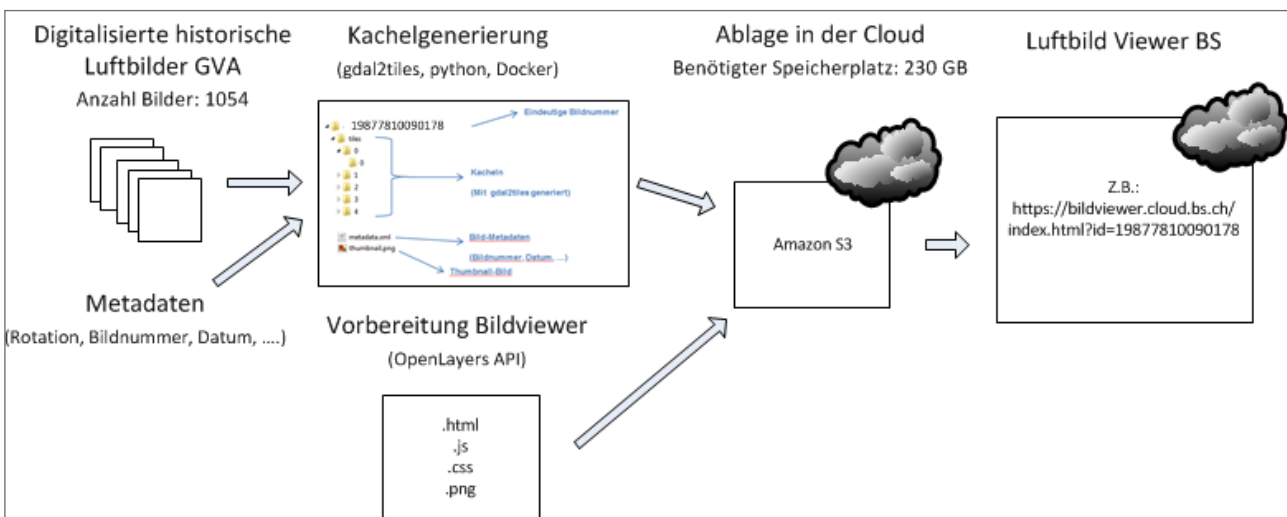 Digitalisierte historische
Luftbilder GVA
Anzahl Bilder: 1054
Kachelgenerierung
(gdal2tiles, python, Docker)
Ablage in der Cloud
Benötigter Speicherplatz: 230 GB
Luftbild Viewer BS
19877810090178
Eindeutige Bildnummer
tiles
0
0
1
2
3
4
Kacheln
(Mit gdal2tiles generiert)
metadata.xml
Bild-Metadaten
thumbnail.png
(Bildnummer, Datum, ...)
Thumbnail-Bild
Amazon S3
Z.B.:
https://bildviewer.cloud.bs.ch/
index.html?id=19877810090178
Metadaten
(Rotation, Bildnummer, Datum, ....)
Vorbereitung Bildviewer
(OpenLayers API)
.html
.js
.css
.png